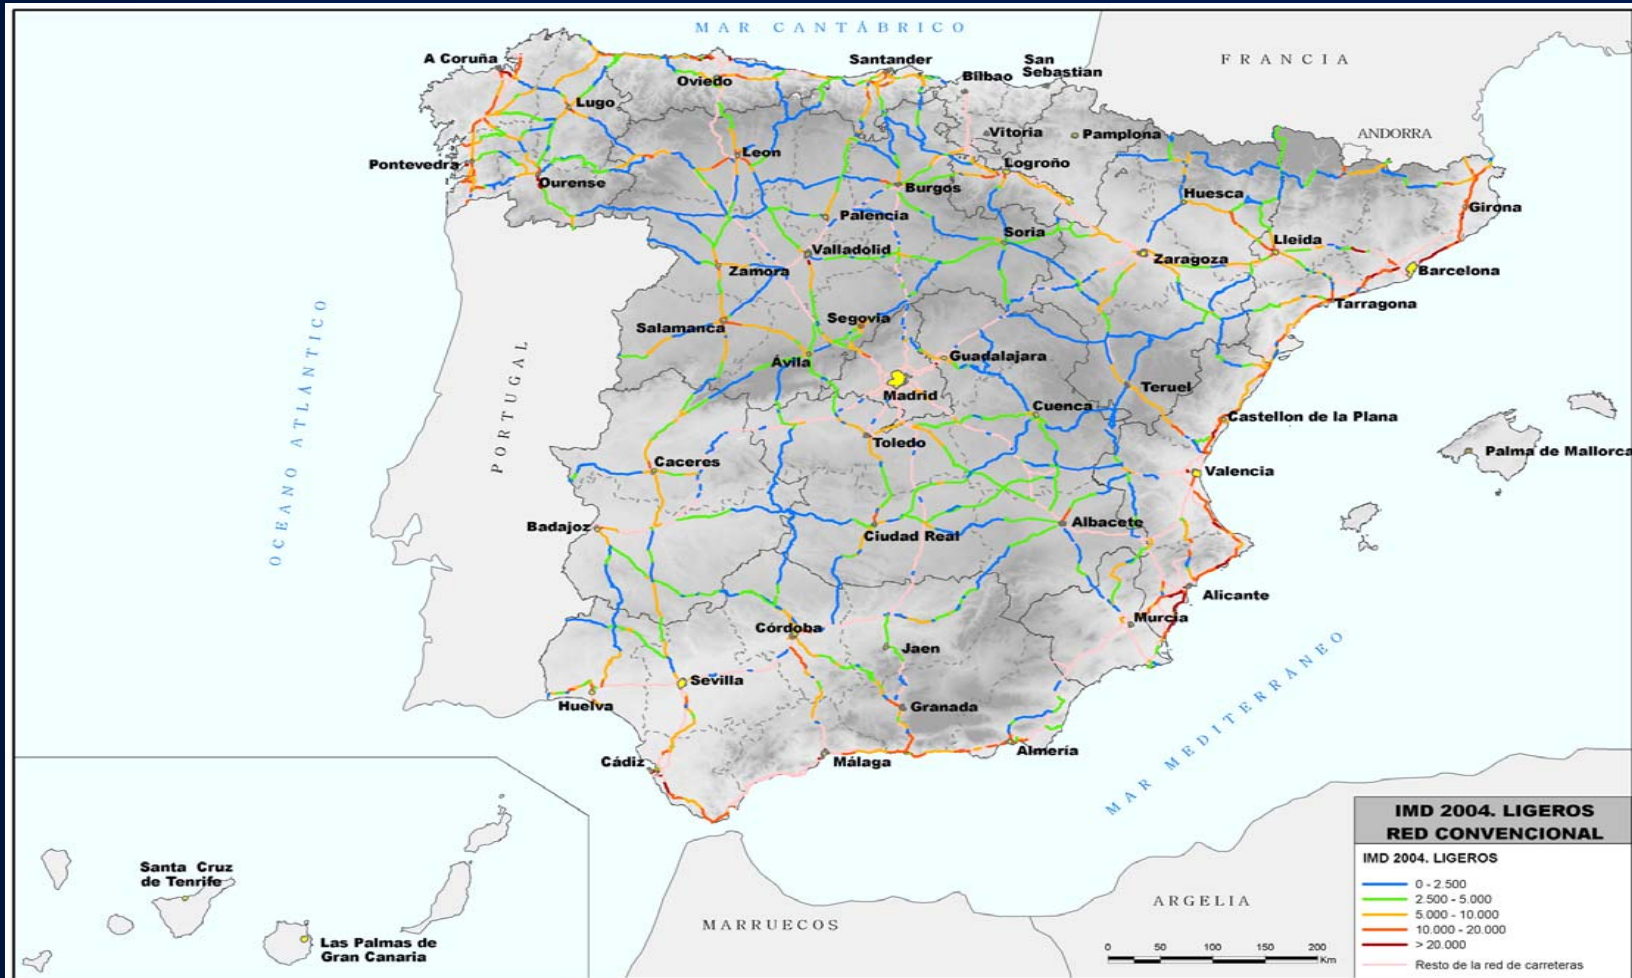 MAR CANTÁBRICO
FRANCIA
A Coruña
Santander
San
Sebastian
Bilbao
Oviedo
Lugo
Vitoria
Pamplona
ANDORRA
Leon
Logroño
Pontevedra
Ourense
Burgos
Huesca
Palencia
Girona
Soria
Valladolid
Lleida
Zaragoza
Zamora
Barcelona
Tarragona
Segovia
Salamanca
Ávila
Guadalajara
Teruel
Madrid
Cuenca
Castellon de la Plana
Toledo
Palma de Mallorca
Caceres
Valencia
OCEANO ATLÁNTICO
PORTUGAL
Badajoz
Ciudad Real
Albacete
Alicante
Murcia
Córdoba
Jaen
Sevilla
Huelva
Granada
MAR MEDITERRÁNEO
Almería
Cádiz
Málaga
Santa Cruz
de Tenrife
Las Palmas de
Gran Canaria
MARRUECOS
ARGELIA
IMD 2004. LIGEROS
RED CONVENCIONAL
IMD 2004. LIGEROS
0 - 2.500
2.500 - 5.000
5.000 - 10.000
10.000 - 20.000
> 20.000
Resto de la red de carreteras
0 50 100 150 200
Km